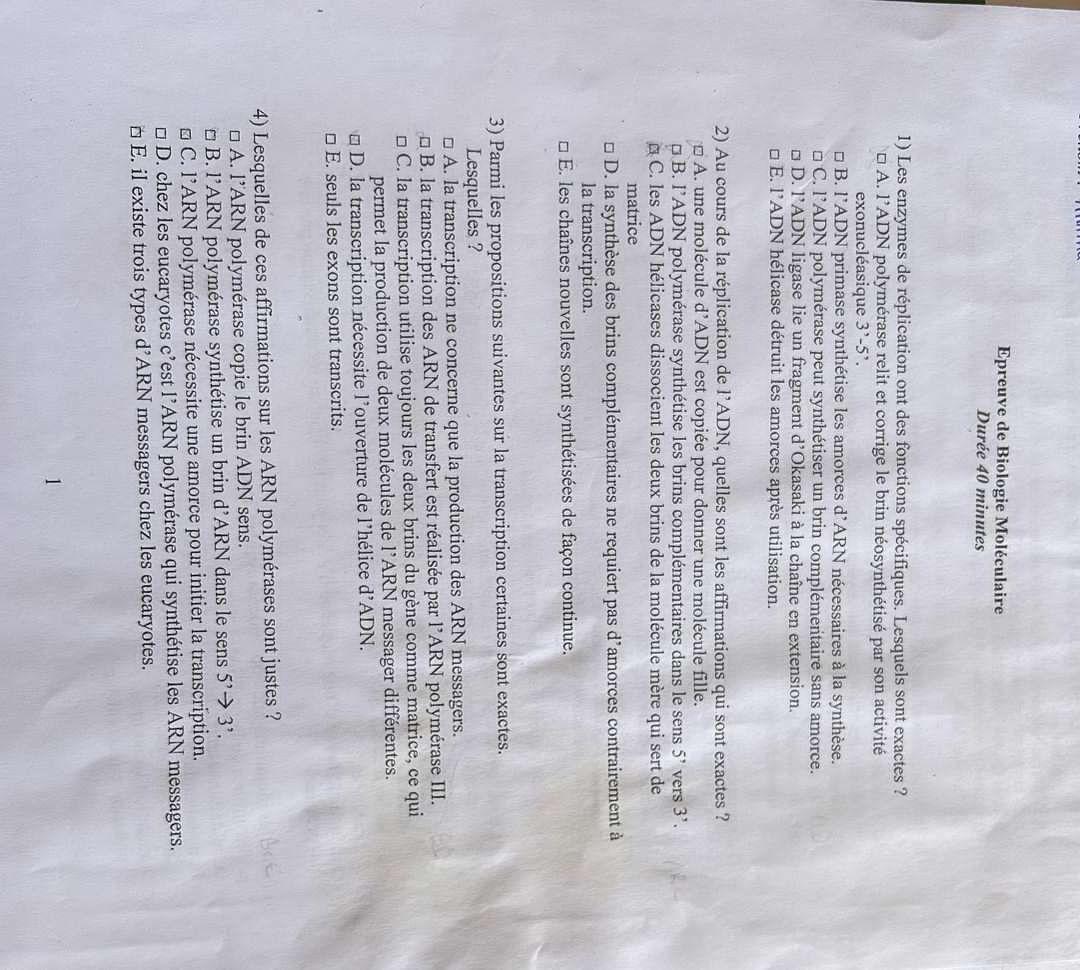 Epreuve de Biologie Moléculaire
Durée 40 minutes
1) Les enzymes de réplication ont des fonctions spécifiques. Lesquels sont exactes ?
□ A. l'ADN polymérase relit et corrige le brin néosynthétisé par son activité
exonucléasique 3'-5'.
□ B. l'ADN primase synthétise les amorces d'ARN nécessaires à la synthèse.
□ C. l'ADN polymérase peut synthétiser un brin complémentaire sans amorce.
□ D. l'ADN ligase lie un fragment d'Okasaki à la chaîne en extension.
□ E. l'ADN hélicase détruit les amorces après utilisation.
2) Au cours de la réplication de l'ADN, quelles sont les affirmations qui sont exactes ?
□ A. une molécule d'ADN est copiée pour donner une molécule fille.
□ B. l'ADN polymérase synthétise les brins complémentaires dans le sens 5' vers 3'.
□ C. les ADN hélicases dissocient les deux brins de la molécule mère qui sert de
matrice
□ D. la synthèse des brins complémentaires ne requiert pas d'amorces contrairement à
la transcription.
□ E. les chaînes nouvelles sont synthétisées de façon continue.
3) Parmi les propositions suivantes sur la transcription certaines sont exactes.
Lesquelles ?
□ A. la transcription ne concerne que la production des ARN messagers.
□ B. la transcription des ARN de transfert est réalisée par l'ARN polymérase III.
□ C. la transcription utilise toujours les deux brins du gène comme matrice, ce qui
permet la production de deux molécules de l'ARN messager différentes.
□ D. la transcription nécessite l'ouverture de l'hélice d'ADN.
□ E. seuls les exons sont transcrits.
4) Lesquelles de ces affirmations sur les ARN polymérases sont justes ?
□ A. l'ARN polymérase copie le brin ADN sens.
□ B. l'ARN polymérase synthétise un brin d'ARN dans le sens 5'→ 3'.
□ C. l'ARN polymérase nécessite une amorce pour initier la transcription.
□ D. chez les eucaryotes c'est l'ARN polymérase qui synthétise les ARN messagers.
□ E. il existe trois types d'ARN messagers chez les eucaryotes.
1